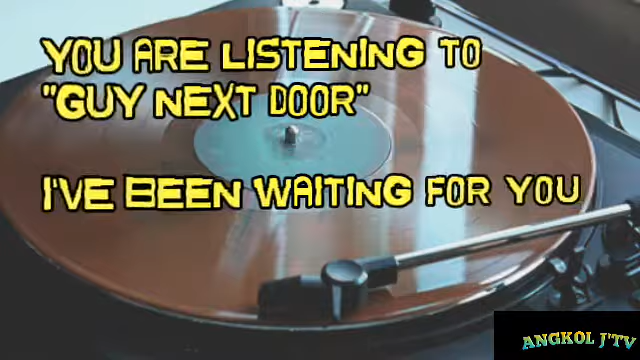 YOU ARE LISTENING TO
"GUY NEXT DOOR"
I'VE BEEN WAITING FOR YOU
ANGKOL J'TV